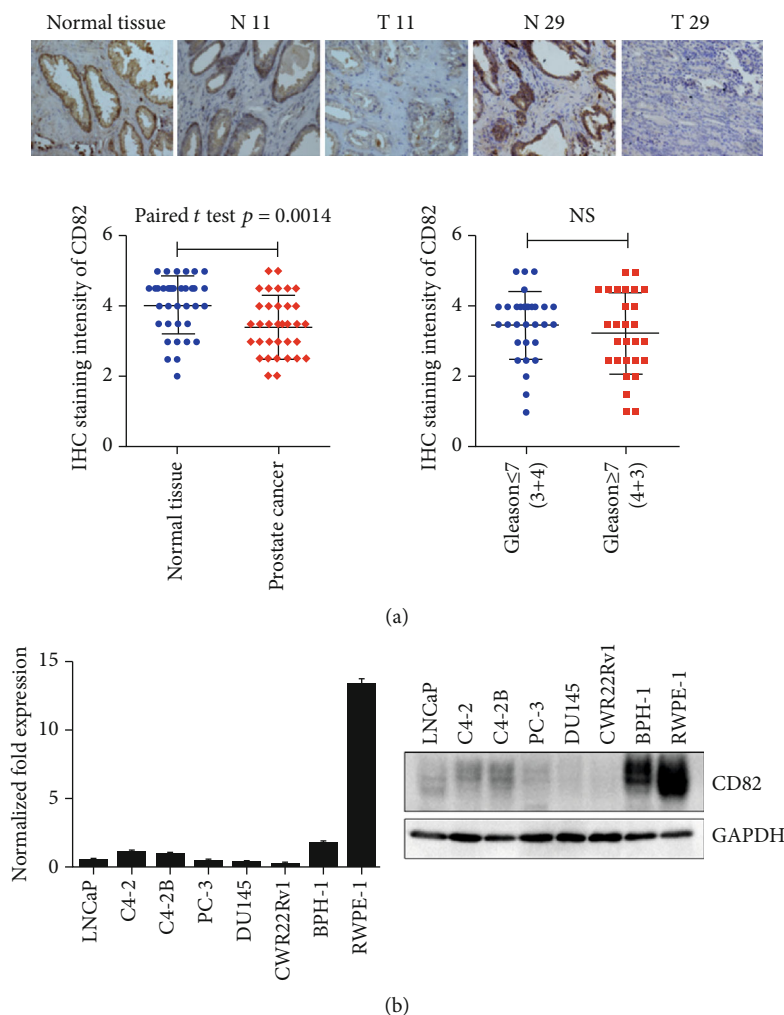 Normal tissue N 11 T 11 N 29 T 29
Paired t test p = 0.0014
IHC staining intensity of CD82
6
4
2
0
Normal tissue
Prostate cancer
NS
IHC staining intensity of CD82
6
4
2
0
Gleason≤7
(3+4)
Gleason≥7
(4+3)
(a)
Normalized fold expression
15
10
5
0
LNCaP
C4-2
C4-2B
PC-3
DU145
CWR22Rv1
BPH-1
RWPE-1
LNCaP
C4-2
C4-2B
PC-3
DU145
CWR22Rv1
BPH-1
RWPE-1
CD82
GAPDH
(b)